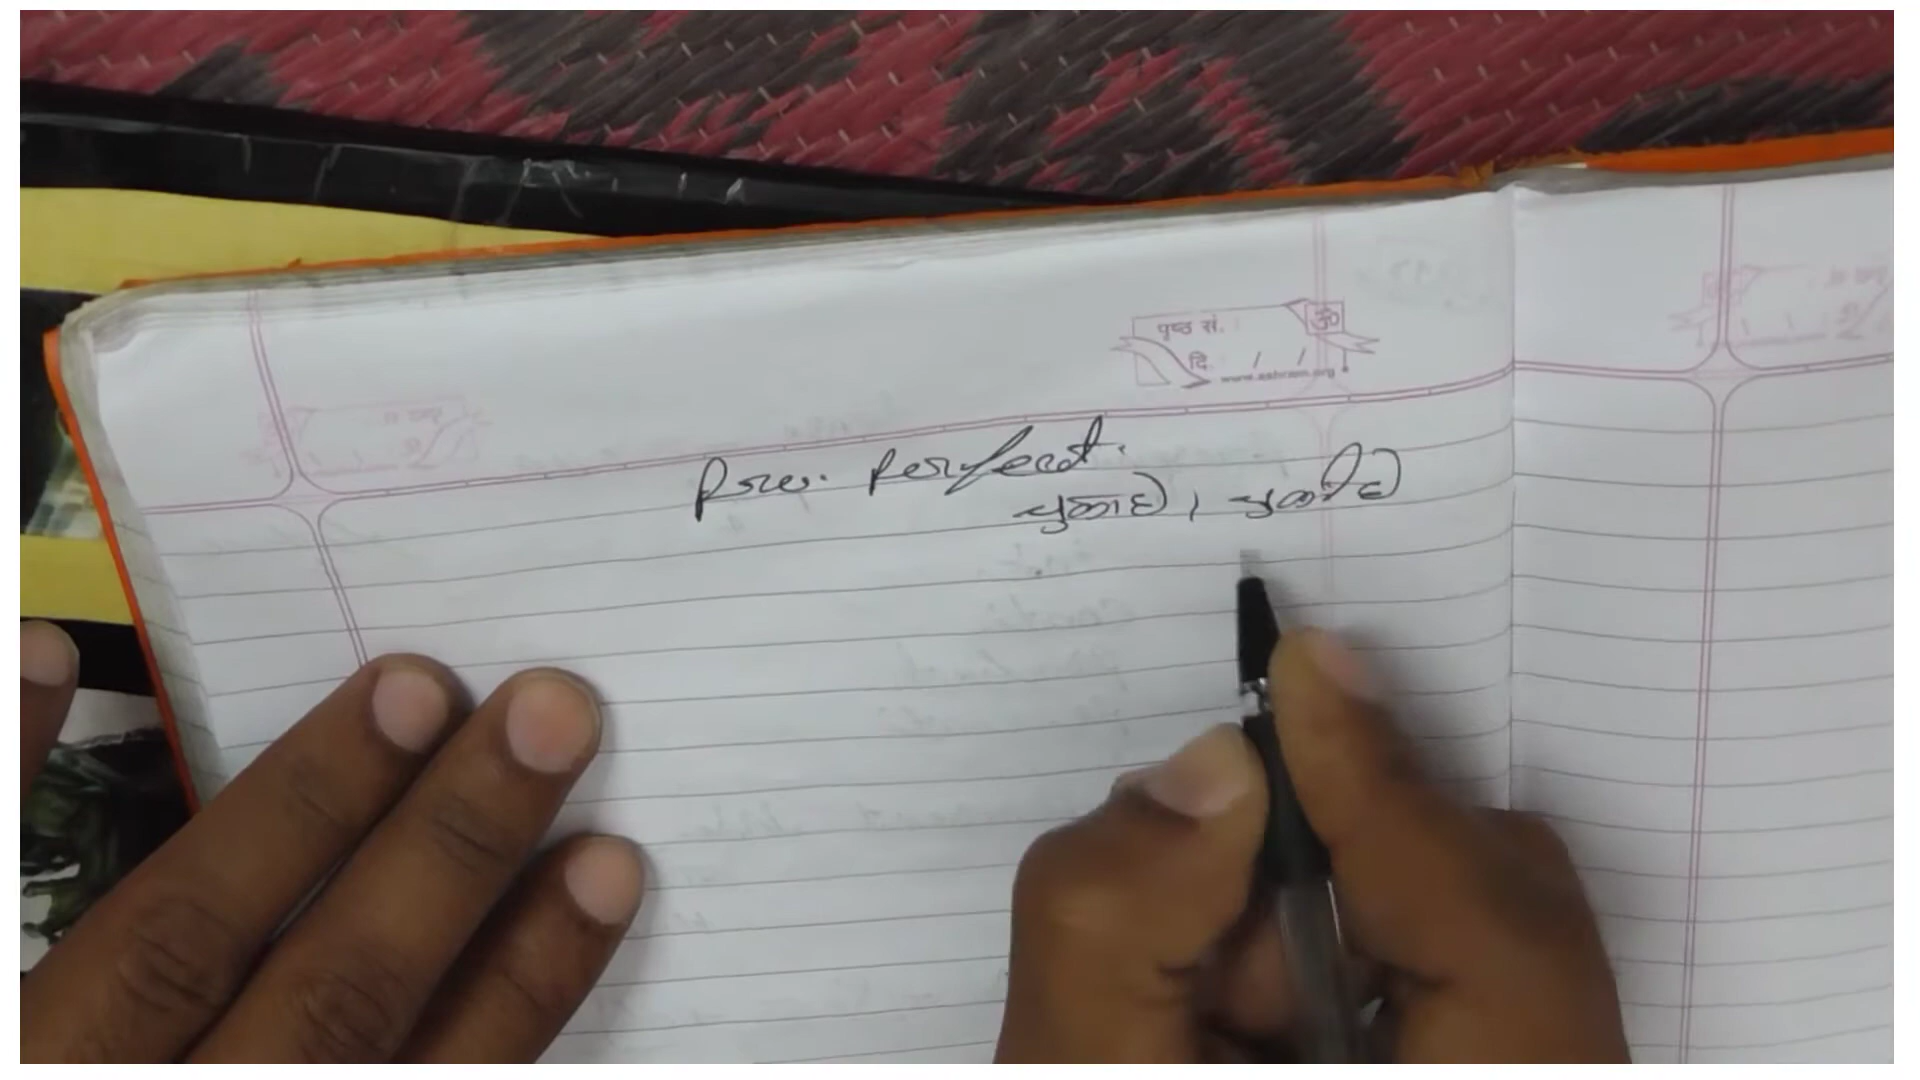 पृष्ठ सं. ॐ
दि. / /
www.ashram.org
Pre. Perfect.
चुका है, चुकी है